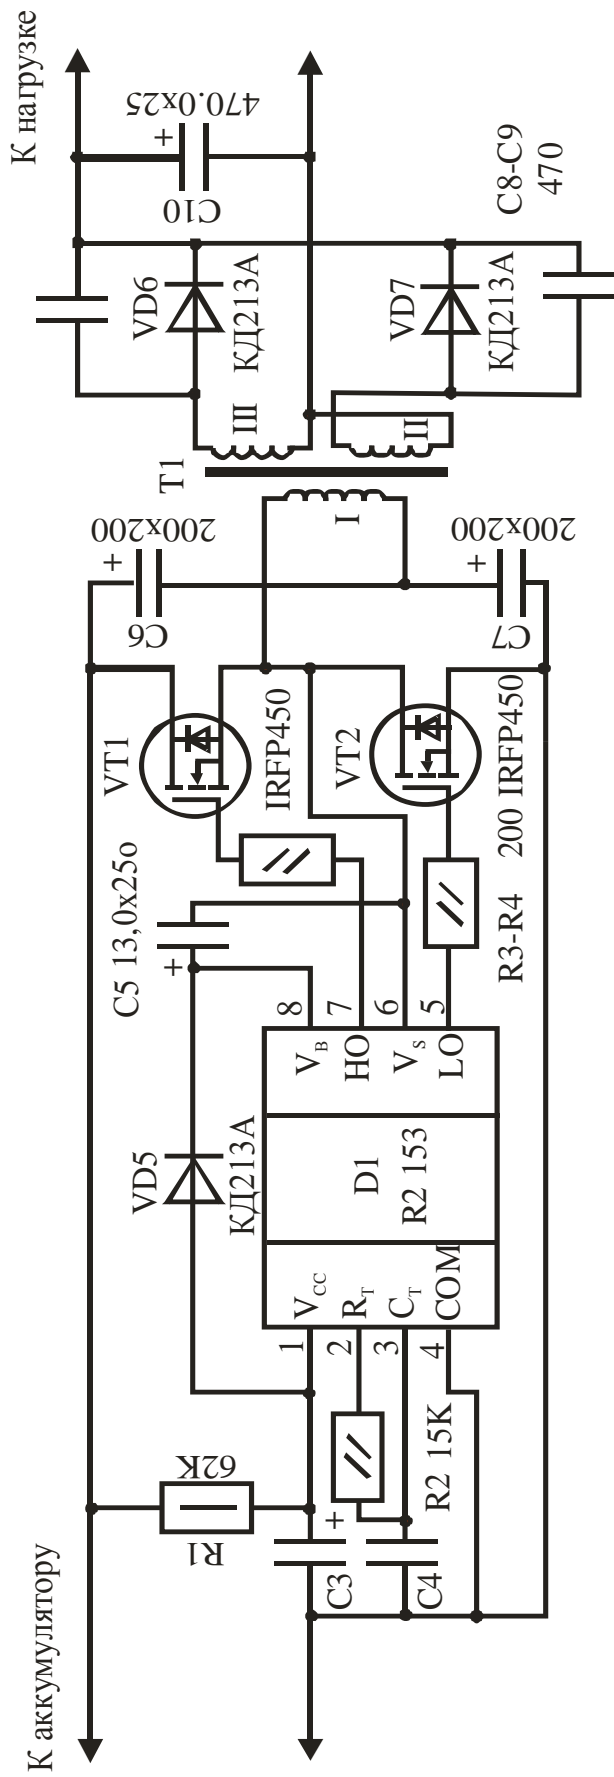 К аккумулятору
К нагрузке
R1
62K
C3
C4
R2 15K
VD5
КД213А
1
2
3
4
V_CC
R_T
C_T
COM
D1
R2 153
V_B
HO
V_S
LO
8
7
6
5
C5 13,0x25o
R3-R4
200
VT1
IRFP450
VT2
IRFP450
C6
200x200
C7
200x200
T1
I
II
III
VD6
КД213А
VD7
КД213А
C10
470.0x25
C8-C9
470
+
+
+
+
+